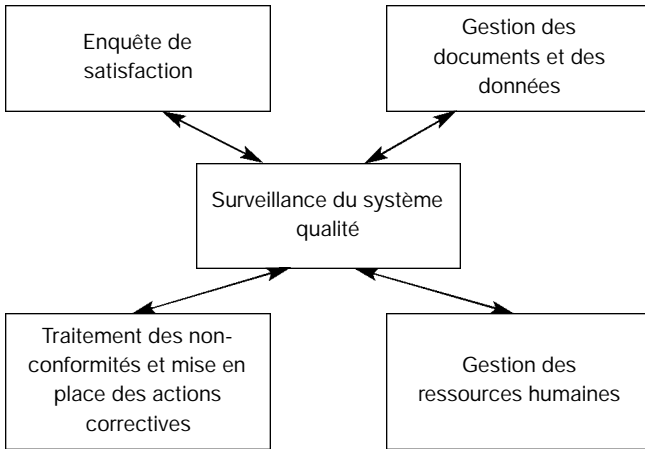 Enquête de
satisfaction
Gestion des
documents et des
données
Surveillance du système
qualité
Traitement des non-
conformités et mise en
place des actions
correctives
Gestion des
ressources humaines